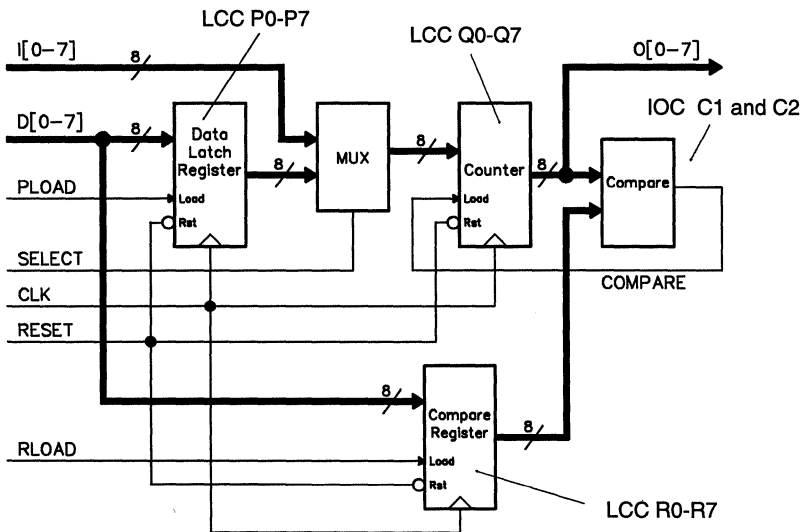 LCC P0-P7
LCC Q0-Q7
I[0-7]
8
O[0-7]
IOC C1 and C2
D[0-7]
8
Data
Latch
Register
8
MUX
8
Counter
8
Compare
PLOAD
Load
Rst
Load
Rst
SELECT
COMPARE
CLK
RESET
8
Compare
Register
8
RLOAD
Load
Rst
LCC R0-R7